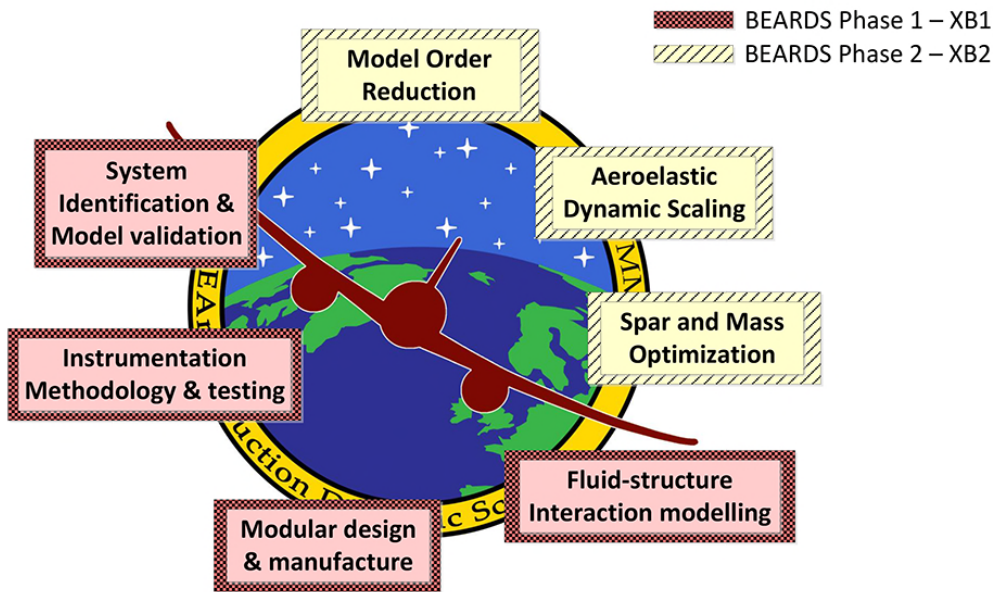 BEARDS Phase 1 – XB1
BEARDS Phase 2 – XB2
Model Order
Reduction
System
Identification &
Model validation
Aeroelastic
Dynamic Scaling
Spar and Mass
Optimization
Instrumentation
Methodology & testing
Fluid-structure
Interaction modelling
Modular design
& manufacture